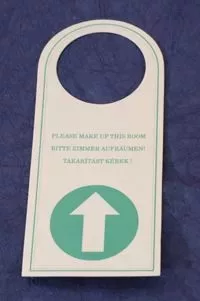 PLEASE MAKE UP THIS ROOM
BITTE ZIMMER AUFRÄUMEN!
TAKARÍTÁST KÉREK!